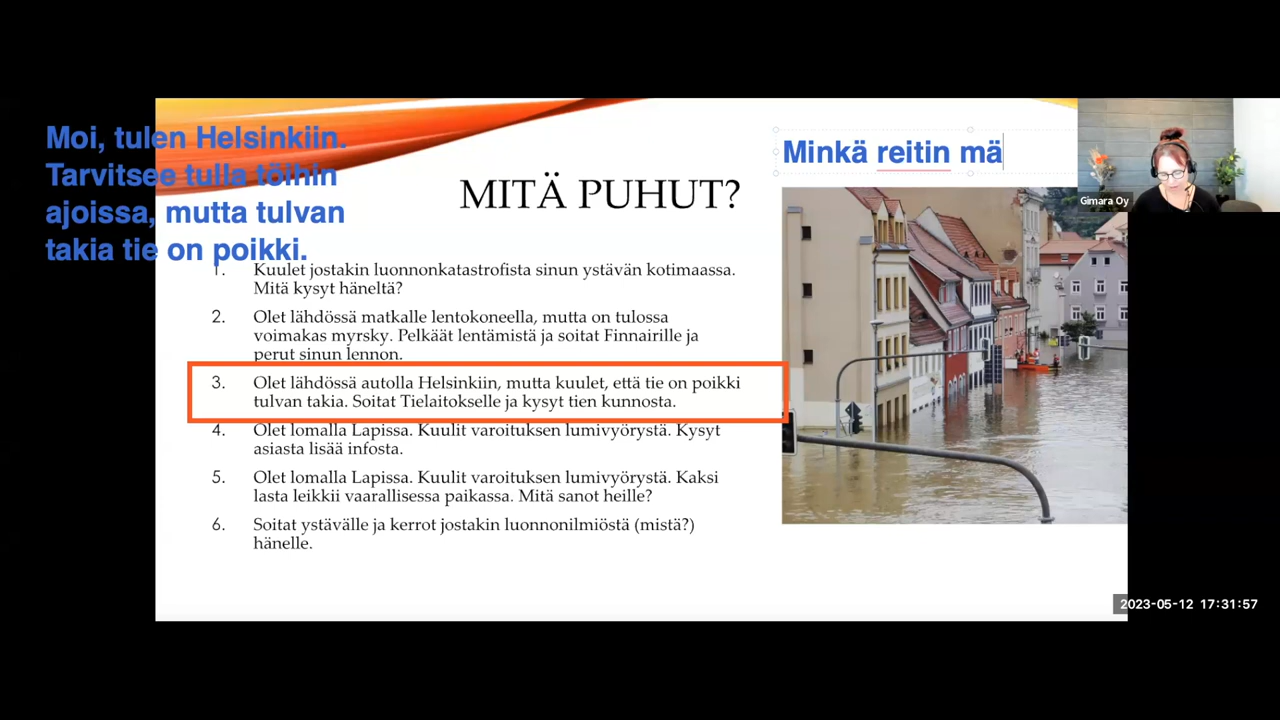 Moi, tulen Helsinkiin.
Tarvitsee tulla töihin
ajoissa, mutta tulvan
takia tie on poikki.
Minkä reitin mä
Gimara Oy
MITÄ PUHUT?
1. Kuulet jostakin luonnonkatastrofista sinun ystävän kotimaassa.
Mitä kysyt häneltä?
2. Olet lähdössä matkalle lentokoneella, mutta on tulossa
voimakas myrsky. Pelkäät lentämistä ja soitat Finnairille ja
perut sinun lennon.
3. Olet lähdössä autolla Helsinkiin, mutta kuulet, että tie on poikki
tulvan takia. Soitat Tielaitokselle ja kysyt tien kunnosta.
4. Olet lomalla Lapissa. Kuulit varoituksen lumivyörystä. Kysyt
asiasta lisää infosta.
5. Olet lomalla Lapissa. Kuulit varoituksen lumivyörystä. Kaksi
lasta leikkii vaarallisessa paikassa. Mitä sanot heille?
6. Soitat ystävälle ja kerrot jostakin luonnonilmiöstä (mistä?)
hänelle.
2023-05-12 17:31:57